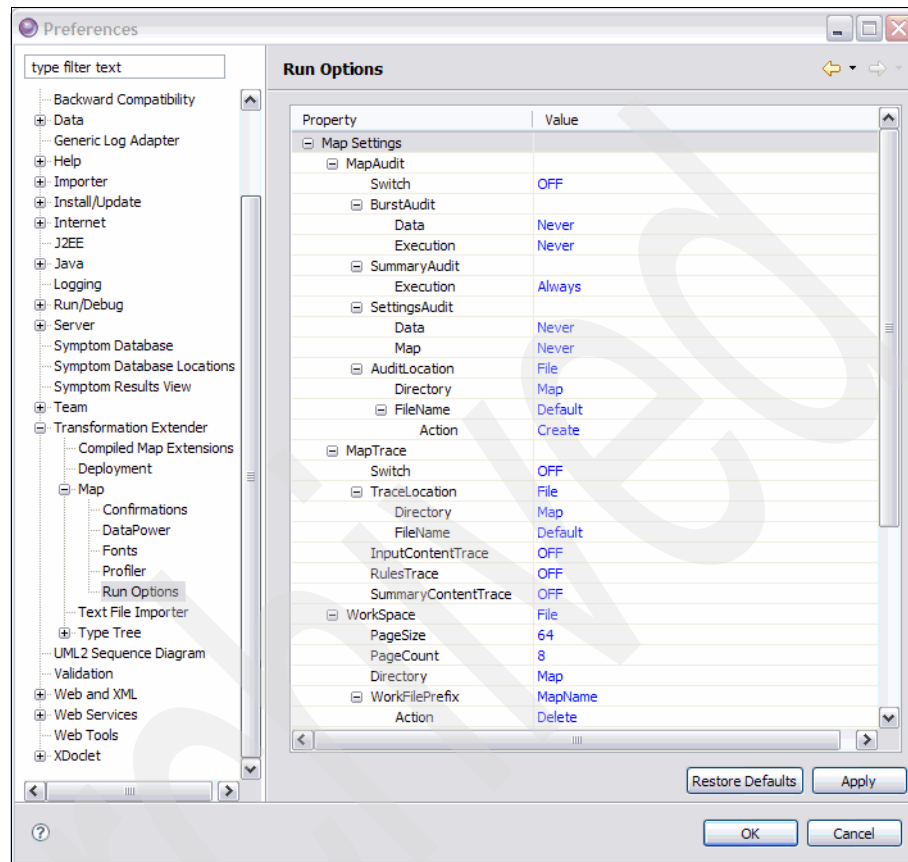 Preferences
type filter text
Backward Compatibility
Data
Generic Log Adapter
Help
Importer
Install/Update
Internet
J2EE
Java
Logging
Run/Debug
Server
Symptom Database
Symptom Database Locations
Symptom Results View
Team
Transformation Extender
Compiled Map Extensions
Deployment
Map
Confirmations
DataPower
Fonts
Profiler
Run Options
Text File Importer
Type Tree
UML2 Sequence Diagram
Validation
Web and XML
Web Services
Web Tools
XDoclet
Run Options
Property Value
Map Settings
MapAudit
Switch OFF
BurstAudit
Data Never
Execution Never
SummaryAudit
Execution Always
SettingsAudit
Data Never
Map Never
AuditLocation File
Directory Map
FileName Default
Action Create
MapTrace
Switch OFF
TraceLocation File
Directory Map
FileName Default
InputContentTrace OFF
RulesTrace OFF
SummaryContentTrace OFF
WorkSpace File
PageSize 64
PageCount 8
Directory Map
WorkFilePrefix MapName
Action Delete
Restore Defaults Apply
OK Cancel